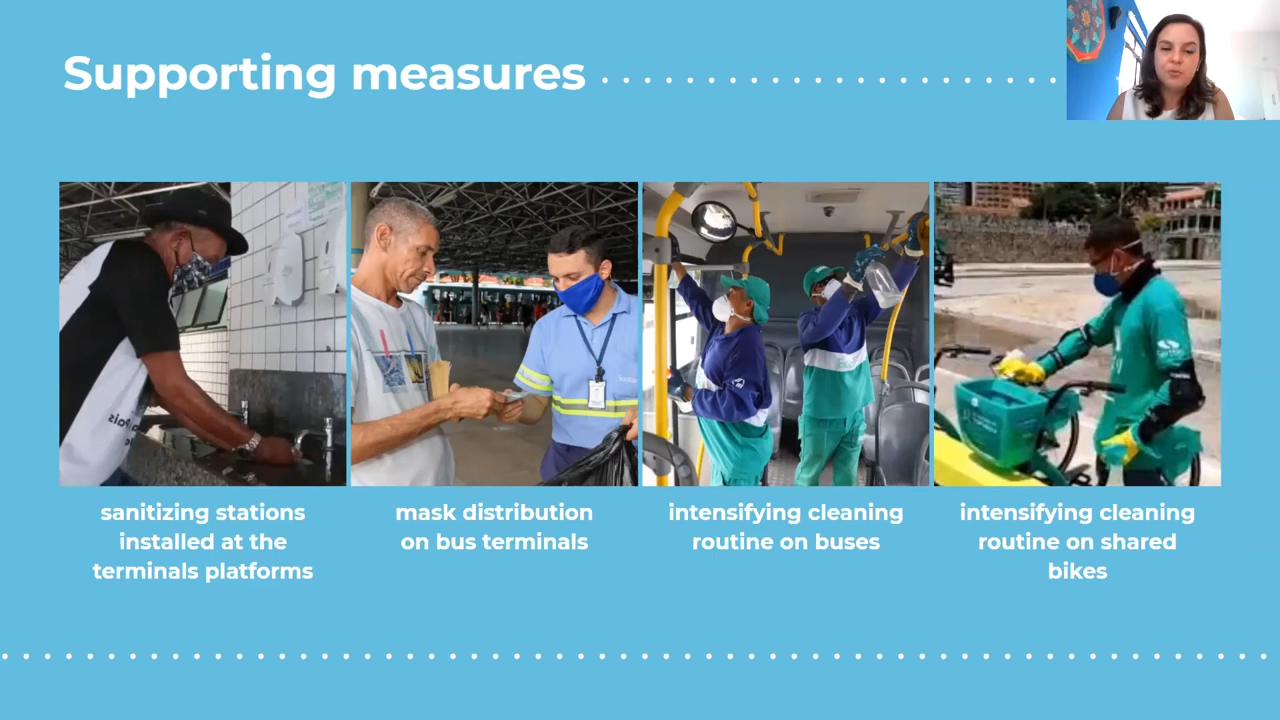 Supporting measures
sanitizing stations
installed at the
terminals platforms
mask distribution
on bus terminals
intensifying cleaning
routine on buses
intensifying cleaning
routine on shared
bikes